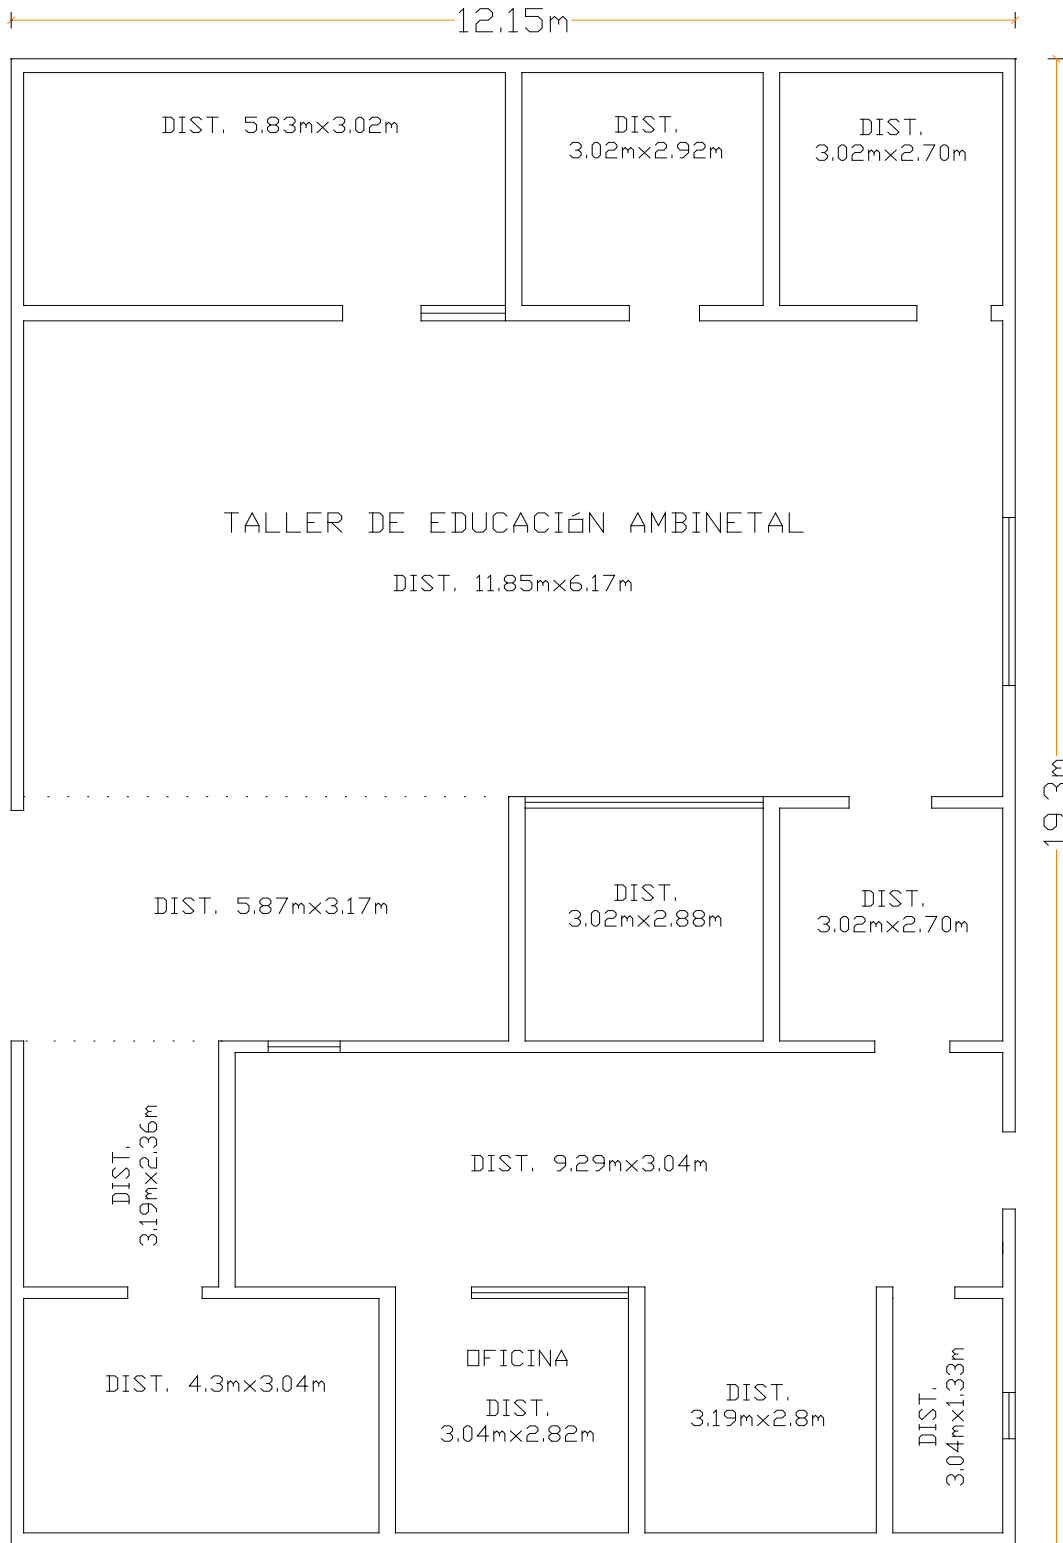 12.15m
DIST. 5.83mx3.02m
DIST.
3.02mx2.92m
DIST.
3.02mx2.70m
TALLER DE EDUCACIóN AMBINETAL
DIST. 11.85mx6.17m
19.3m
DIST. 5.87mx3.17m
DIST.
3.02mx2.88m
DIST.
3.02mx2.70m
DIST.
3.19mx2.36m
DIST. 9.29mx3.04m
DIST. 4.3mx3.04m
OFICINA
DIST.
3.04mx2.82m
DIST.
3.19mx2.8m
DIST.
3.04mx1.33m